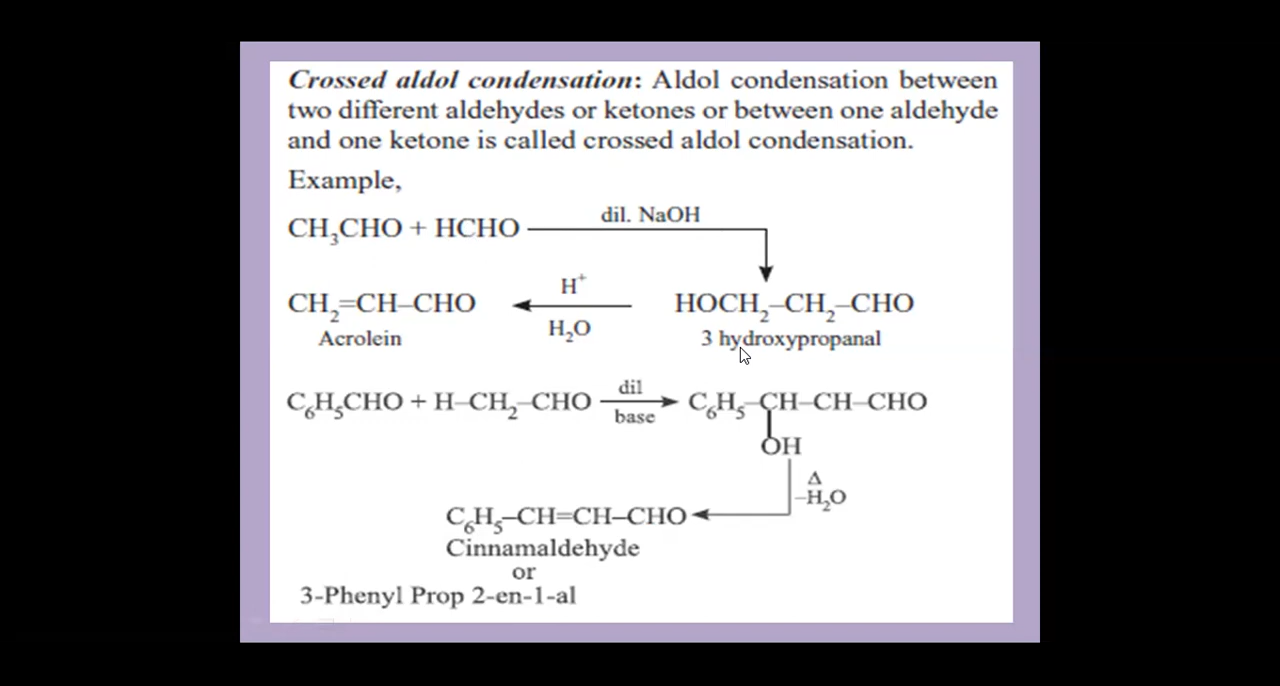 Crossed aldol condensation: Aldol condensation between
two different aldehydes or ketones or between one aldehyde
and one ketone is called crossed aldol condensation.
Example,
dil. NaOH
CH₃CHO + HCHO
H⁺
CH₂=CH–CHO
HOCH₂–CH₂–CHO
H₂O
Acrolein
3 hydroxypropanal
dil
C₆H₅CHO + H–CH₂–CHO
C₆H₅–CH–CH–CHO
base
OH
Δ
–H₂O
C₆H₅–CH=CH–CHO
Cinnamaldehyde
or
3-Phenyl Prop 2-en-1-al